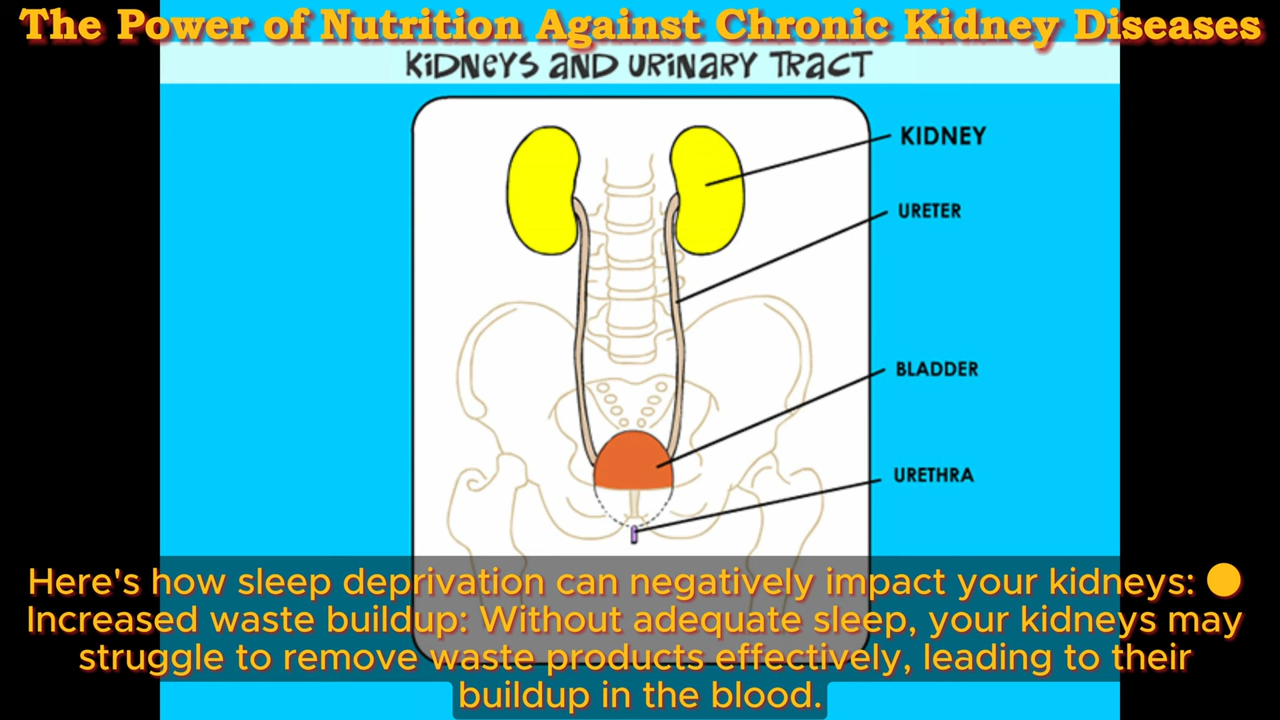 The Power of Nutrition Against Chronic Kidney Diseases
KIDNEYS AND URINARY TRACT
KIDNEY
URETER
BLADDER
URETHRA
Here's how sleep deprivation can negatively impact your kidneys: ●
Increased waste buildup: Without adequate sleep, your kidneys may
struggle to remove waste products effectively, leading to their
buildup in the blood.